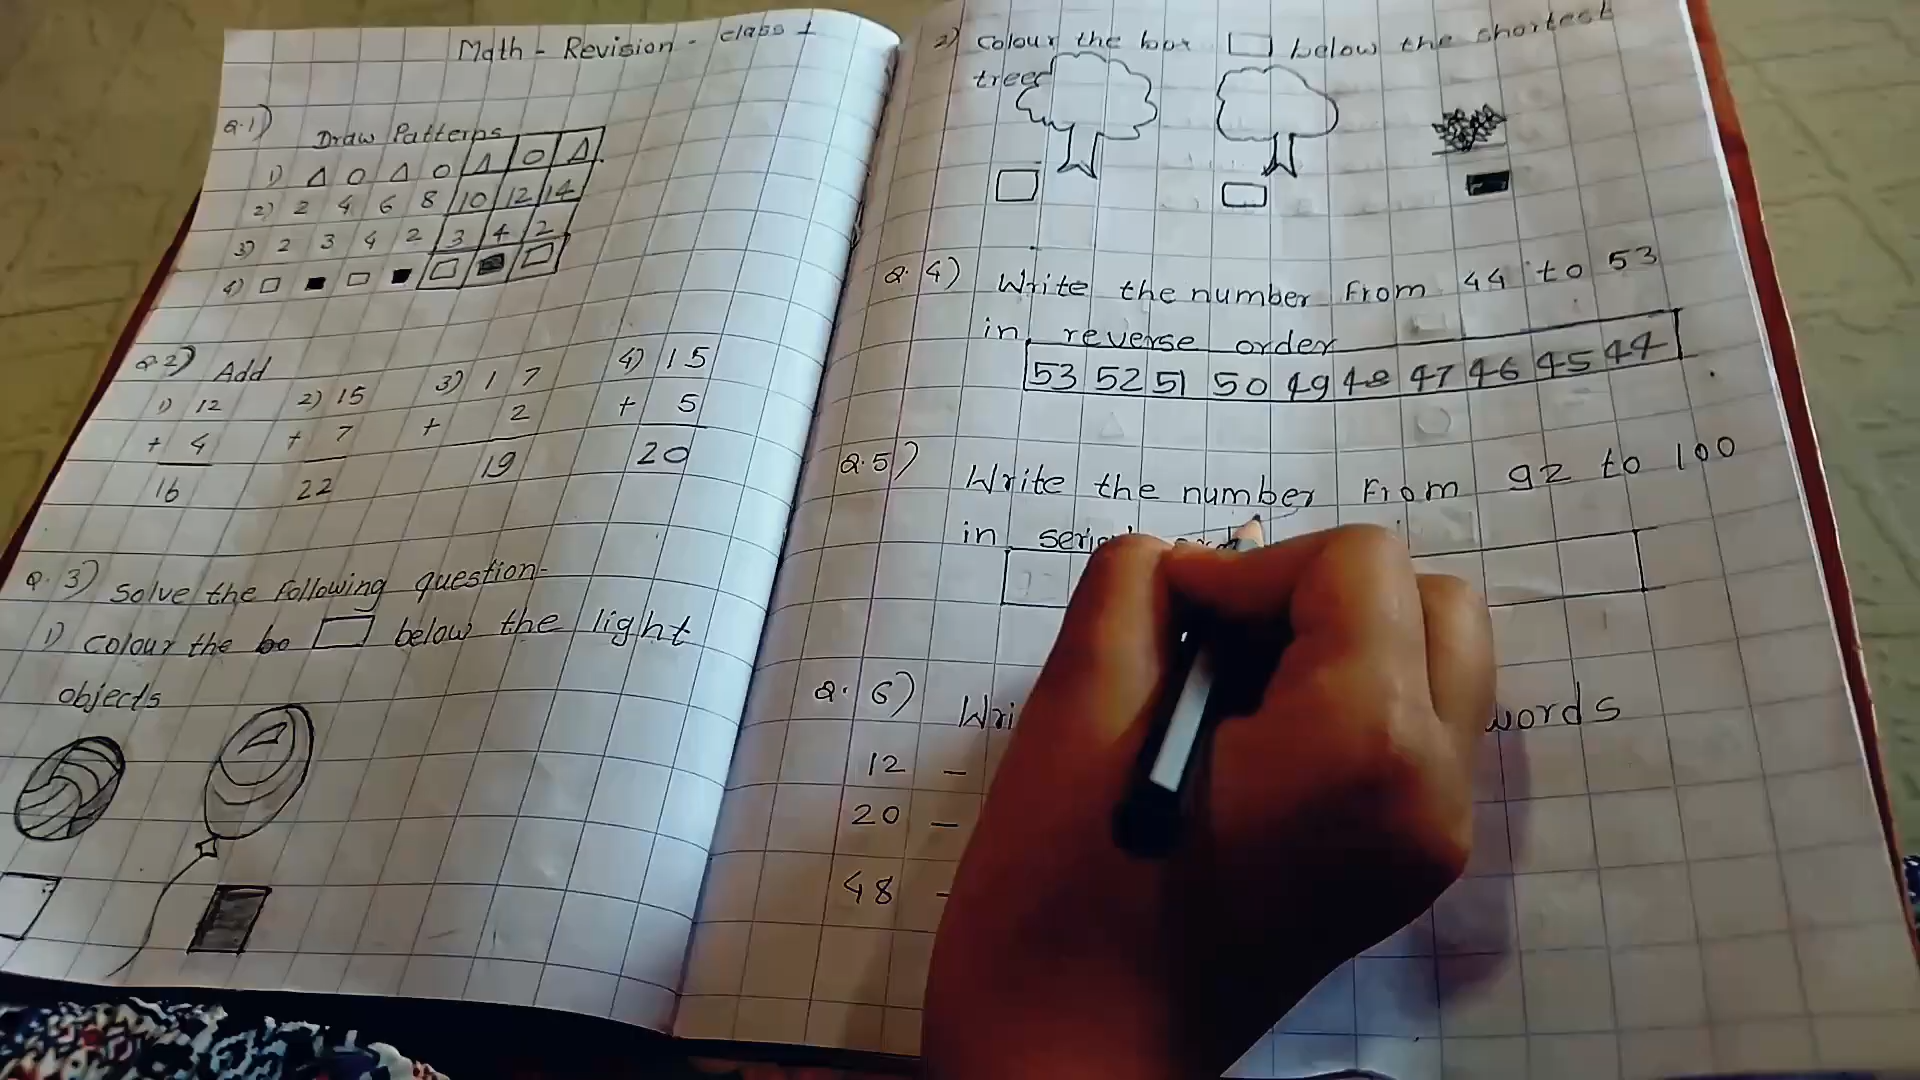 Math - Revision - class 1
Q.1) Draw Patterns
1) △ ○ △ ○ △ ○ △
2) 2 4 6 8 10 12 14
3) 2 3 4 2 3 4 2
4) □ ■ □ ■ □ ■ □
Q.2) Add
1) 12 + 4 16
2) 15 + 7 22
3) 17 + 2 19
4) 15 + 5 20
Q.3) Solve the following question-
1) Colour the bo □ below the light
objects
2) Colour the box □ below the shortest
tree
Q.4) Write the number From 44 to 53
in reverse order
53 52 51 50 49 48 47 46 45 44
Q.5) Write the number From 92 to 100
in
Q.6) words
12 -
20 -
48 -